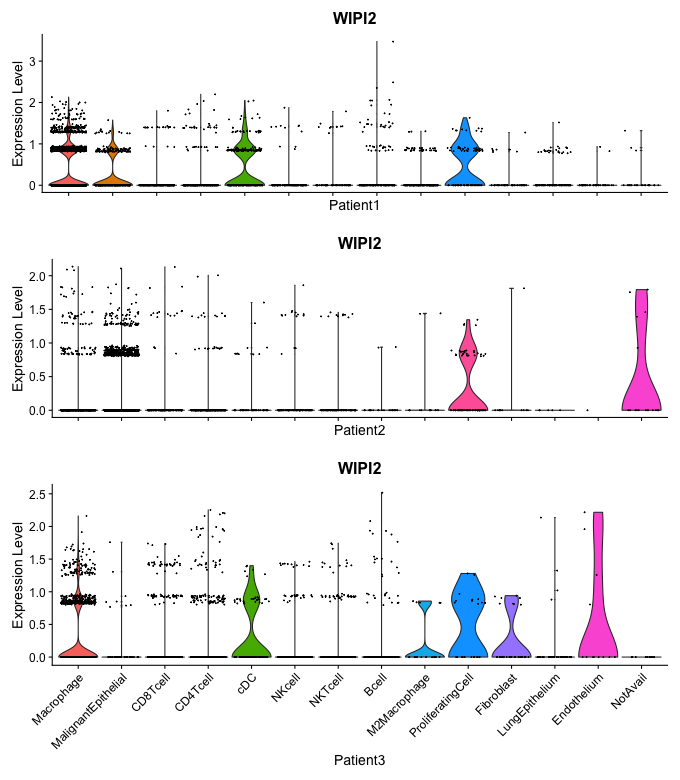 WIPI2
Expression Level
3
2
1
0
Patient1
WIPI2
Expression Level
2.0
1.5
1.0
0.5
0.0
Patient2
WIPI2
Expression Level
2.5
2.0
1.5
1.0
0.5
0.0
Macrophage
MalignantEpithelial
CD8Tcell
CD4Tcell
cDC
NKcell
NKTcell
Bcell
M2Macrophage
ProliferatingCell
Fibroblast
LungEpithelium
Endothelium
NotAvail
Patient3